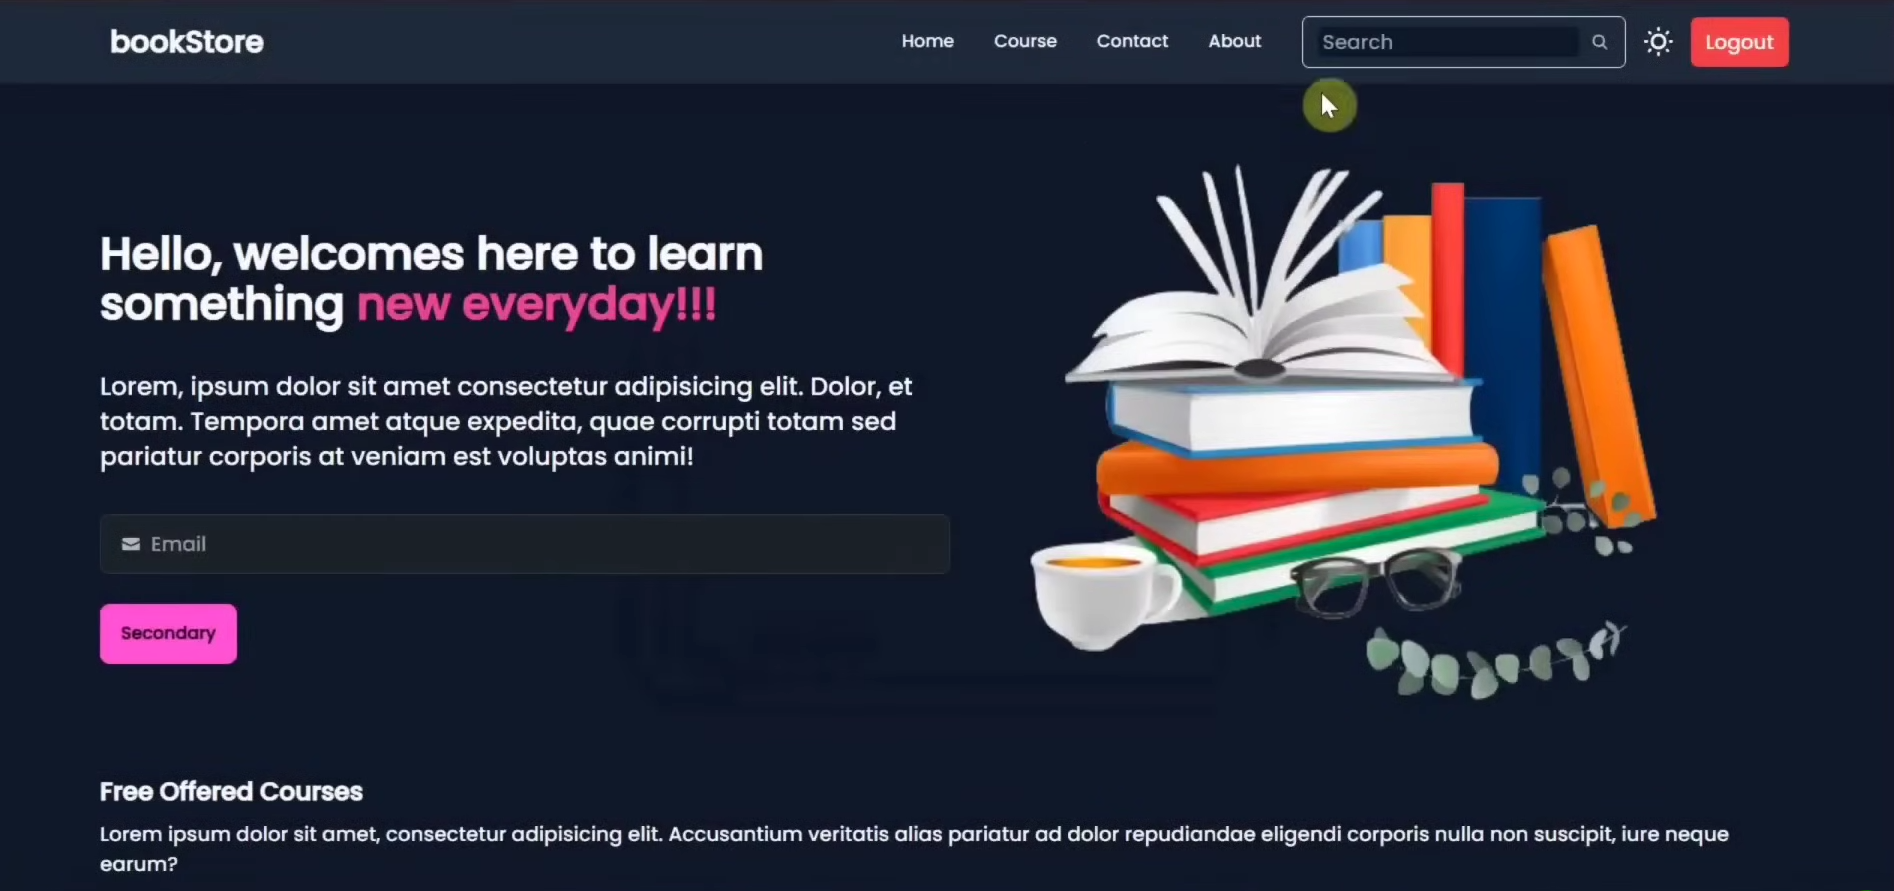 bookStore
Home Course Contact About Search Logout
Hello, welcomes here to learn
something new everyday!!!
Lorem, ipsum dolor sit amet consectetur adipisicing elit. Dolor, et
totam. Tempora amet atque expedita, quae corrupti totam sed
pariatur corporis at veniam est voluptas animi!
Email
Secondary
Free Offered Courses
Lorem ipsum dolor sit amet, consectetur adipisicing elit. Accusantium veritatis alias pariatur ad dolor repudiandae eligendi corporis nulla non suscipit, iure neque
earum?